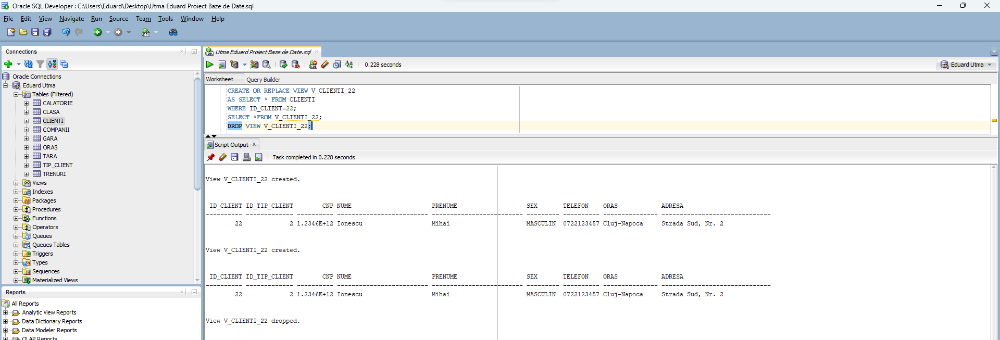 Oracle SQL Developer : C:\Users\Eduard\Desktop\Utma Eduard Proiect Baze de Date.sql
File Edit View Navigate Run Source Team Tools Window Help
Connections
Oracle Connections
Eduard Utma
Tables (Filtered)
CALATORIE
CLASA
CLIENTI
COMPANII
GARA
ORAS
TARA
TIP_CLIENT
TRENURI
Views
Indexes
Packages
Procedures
Functions
Operators
Queues
Queues Tables
Triggers
Types
Sequences
Materialized Views
Reports
All Reports
Analytic View Reports
Data Dictionary Reports
Data Modeler Reports
OLAP Reports
Utma Eduard Proiect Baze de Date.sql
0.228 seconds
Eduard Utma
Worksheet Query Builder
CREATE OR REPLACE VIEW V_CLIENTI_22
AS SELECT * FROM CLIENTI
WHERE ID_CLIENT=22;
SELECT *FROM V_CLIENTI_22;
DROP VIEW V_CLIENTI_22;
Script Output
Task completed in 0.228 seconds
View V_CLIENTI_22 created.
ID_CLIENT ID_TIP_CLIENT CNP NUME PRENUME SEX TELEFON ORAS ADRESA
22 2 1.2346E+12 Ionescu Mihai MASCULIN 0722123457 Cluj-Napoca Strada Sud, Nr. 2
View V_CLIENTI_22 created.
ID_CLIENT ID_TIP_CLIENT CNP NUME PRENUME SEX TELEFON ORAS ADRESA
22 2 1.2346E+12 Ionescu Mihai MASCULIN 0722123457 Cluj-Napoca Strada Sud, Nr. 2
View V_CLIENTI_22 dropped.